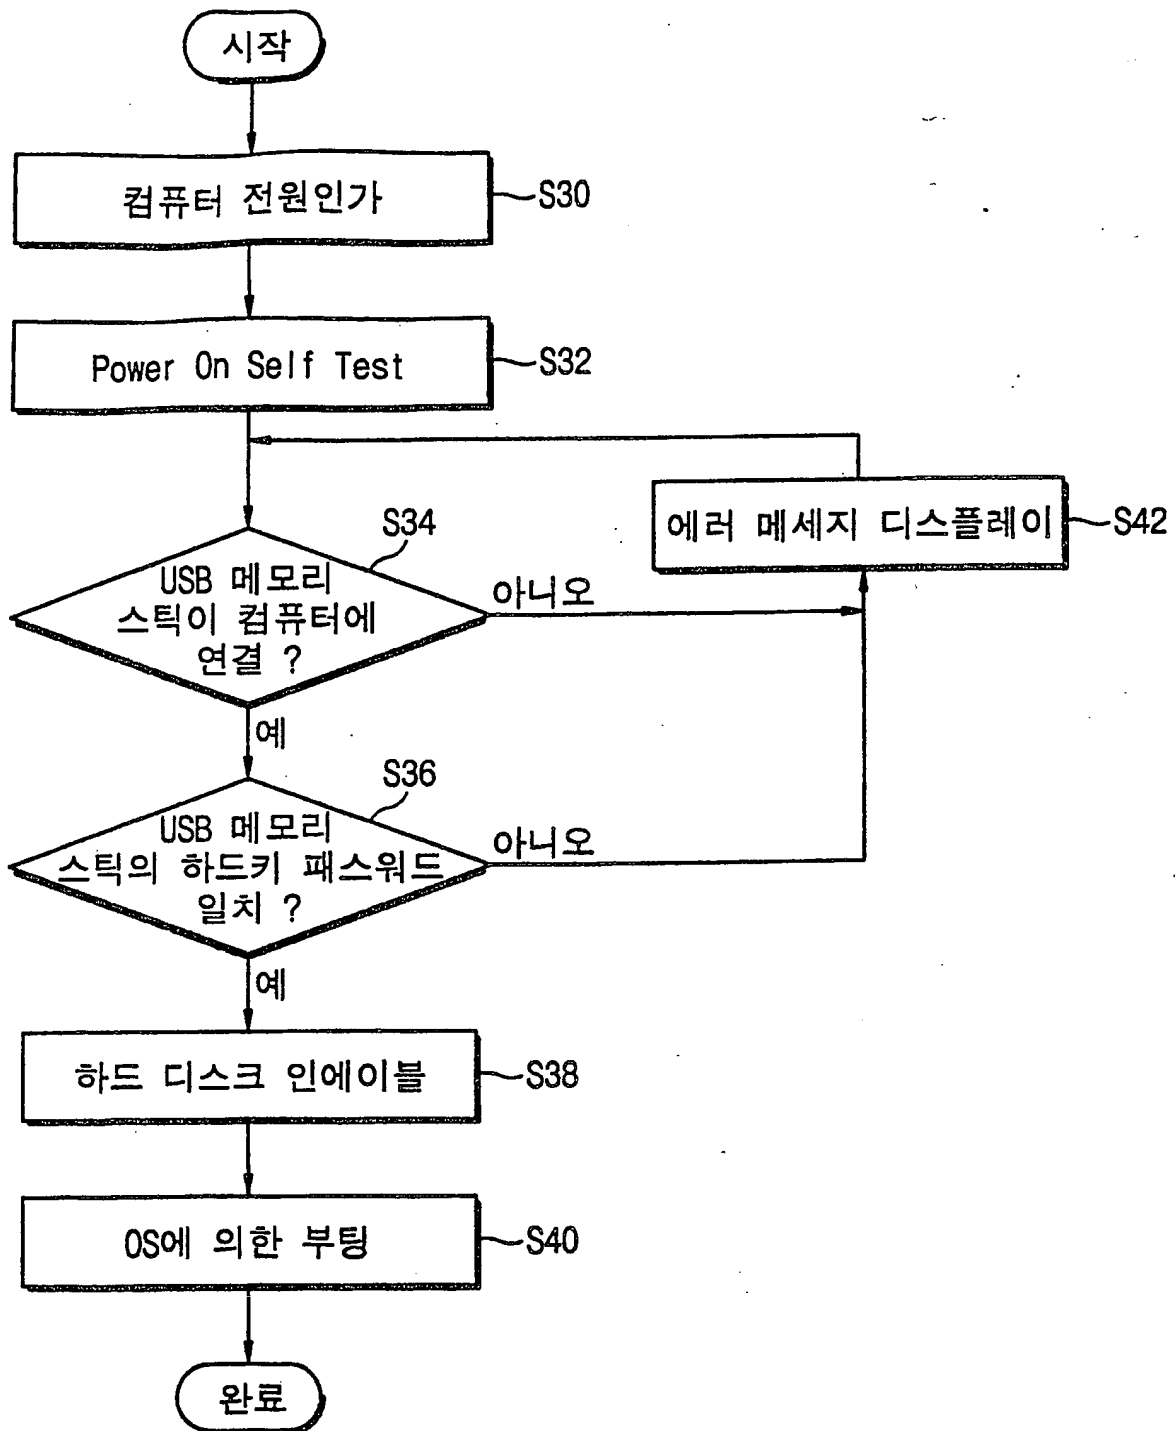 시작
컴퓨터 전원인가
S30
Power On Self Test
S32
에러 메세지 디스플레이
S42
S34
USB 메모리
스틱이 컴퓨터에
연결 ?
아니오
예
S36
USB 메모리
스틱의 하드키 패스워드
일치 ?
아니오
예
하드 디스크 인에이블
S38
OS에 의한 부팅
S40
완료